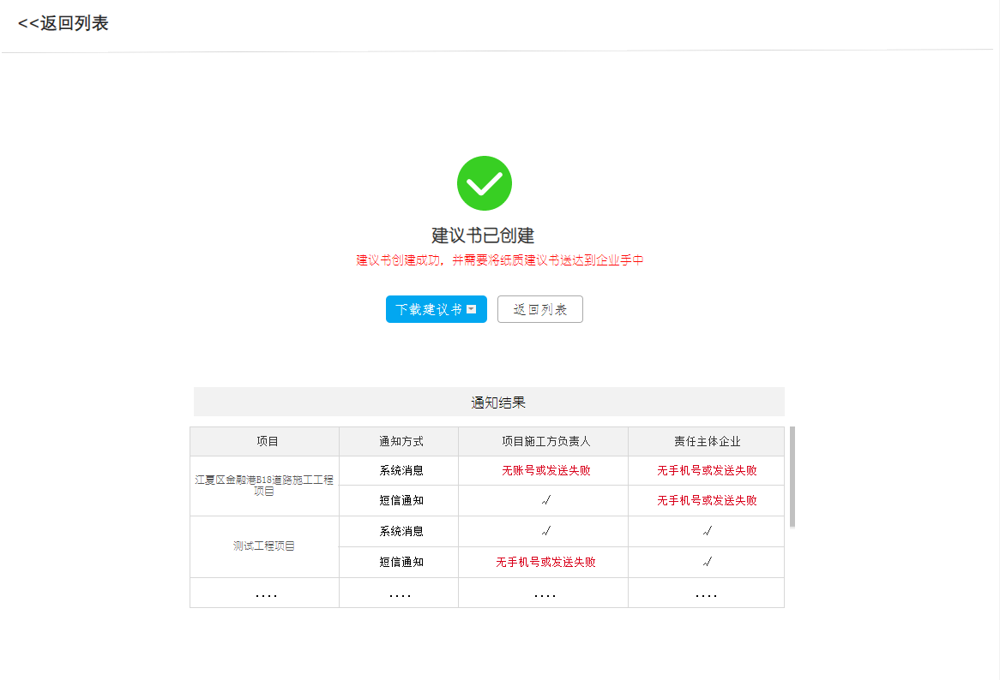 <<返回列表
建议书已创建
建议书创建成功，并需要将纸质建议书送达到企业手中
下载建议书
返回列表
通知结果
项目 通知方式 项目施工方负责人 责任主体企业
江夏区金融港B18道路施工工程
项目
系统消息 无账号或发送失败 无手机号或发送失败
短信通知 √ 无手机号或发送失败
测试工程项目
系统消息 √ √
短信通知 无手机号或发送失败 √
.... .... .... ....